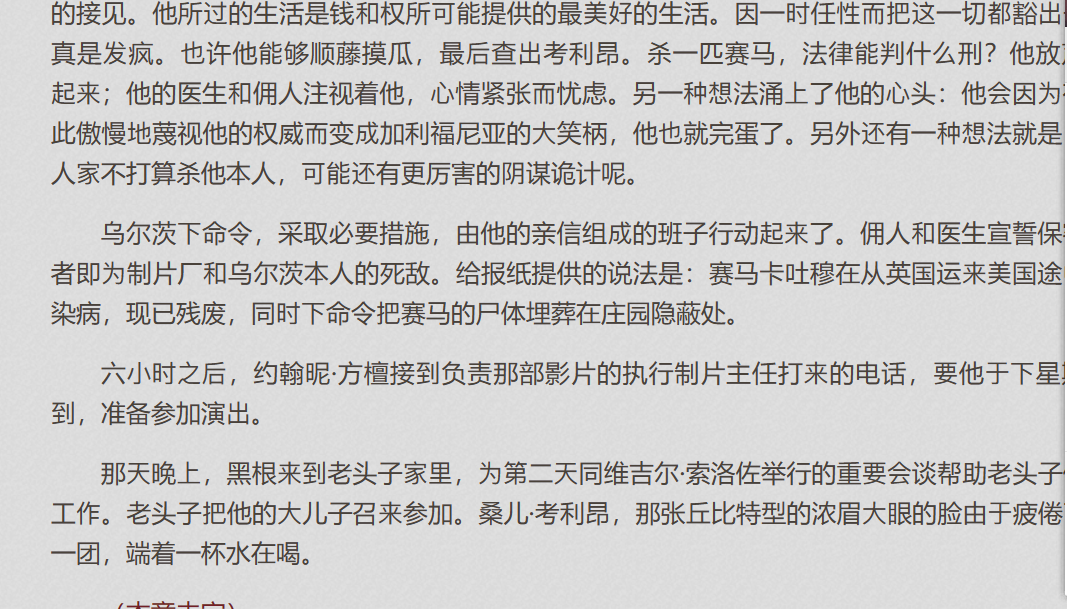 的接见。他所过的生活是钱和权所可能提供的最美好的生活。因一时任性而把这一切都豁出
真是发疯。也许他能够顺藤摸瓜，最后查出考利昂。杀一匹赛马，法律能判什么刑？他放
起来；他的医生和佣人注视着他，心情紧张而忧虑。另一种想法涌上了他的心头：他会因为
此傲慢地蔑视他的权威而变成加利福尼亚的大笑柄，他也就完蛋了。另外还有一种想法就是
人家不打算杀他本人，可能还有更厉害的阴谋诡计呢。
乌尔茨下命令，采取必要措施，由他的亲信组成的班子行动起来了。佣人和医生宣誓保
者即为制片厂和乌尔茨本人的死敌。给报纸提供的说法是：赛马卡吐穆在从英国运来美国途
染病，现已残废，同时下命令把赛马的尸体埋葬在庄园隐蔽处。
六小时之后，约翰昵·方檀接到负责那部影片的执行制片主任打来的电话，要他于下星
到，准备参加演出。
那天晚上，黑根来到老头子家里，为第二天同维吉尔·索洛佐举行的重要会谈帮助老头子
工作。老头子把他的大儿子召来参加。桑儿·考利昂，那张丘比特型的浓眉大眼的脸由于疲倦
一团，端着一杯水在喝。